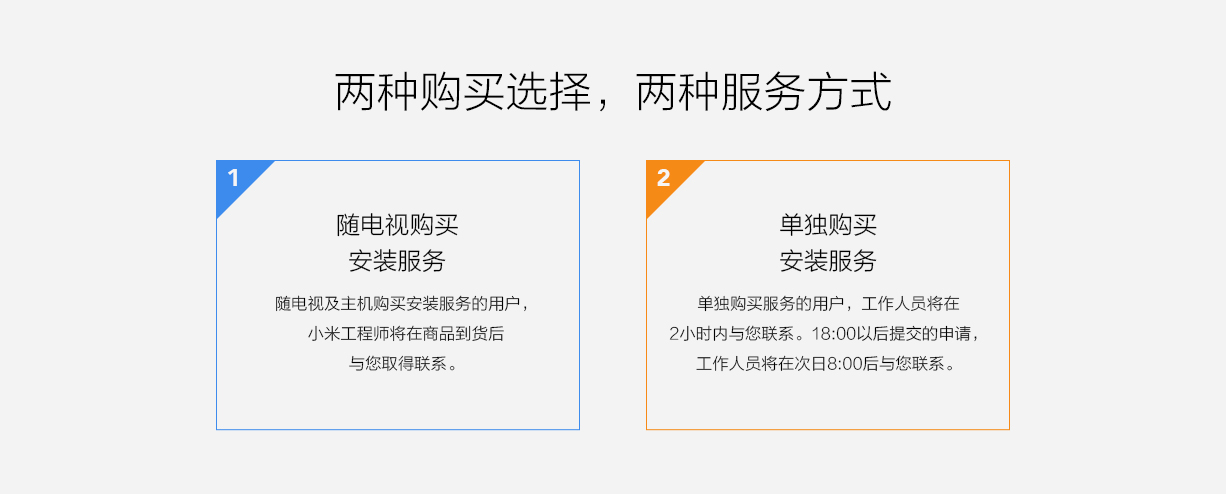 两种购买选择，两种服务方式
1
随电视购买
安装服务
随电视及主机购买安装服务的用户，
小米工程师将在商品到货后
与您取得联系。
2
单独购买
安装服务
单独购买服务的用户，工作人员将在
2小时内与您联系。18:00以后提交的申请，
工作人员将在次日8:00后与您联系。